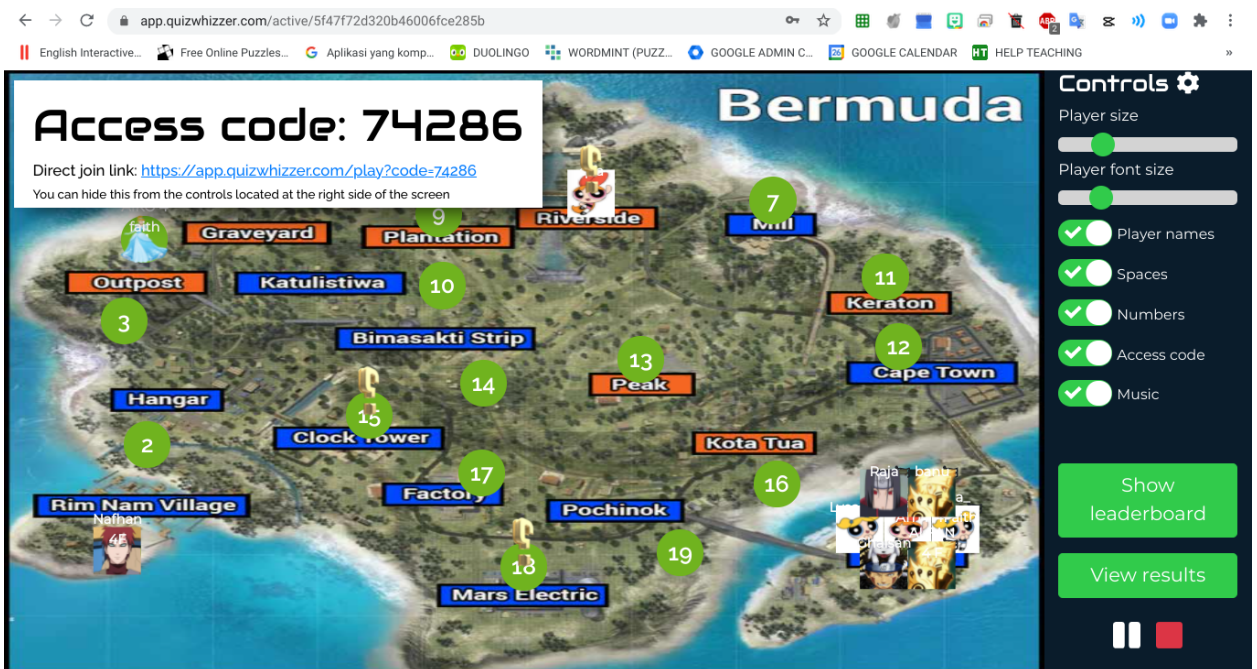 app.quizwhizzer.com/active/5f47f72d320b46006fce285b
English Interactive... Free Online Puzzles... Aplikasi yang komp... DUOLINGO WORDMINT (PUZZ... GOOGLE ADMIN C... 26 GOOGLE CALENDAR HT HELP TEACHING »
ABP 2
Access code: 74286
Direct join link: https://app.quizwhizzer.com/play?code=74286
You can hide this from the controls located at the right side of the screen
Bermuda
7
Mill
9
Riverside
faith
Graveyard
Plantation
Outpost
Katulistiwa
10
11
Keraton
3
Bimasakti Strip
12
13
Cape Town
14
Peak
Hangar
15
2
Clock Tower
Kota Tua
17
16
Raja
Factory
Rim Nam Village
Pochinok
Nafhan
4F
19
18
Mars Electric
Controls
Player size
Player font size
Player names
Spaces
Numbers
Access code
Music
Show
leaderboard
View results